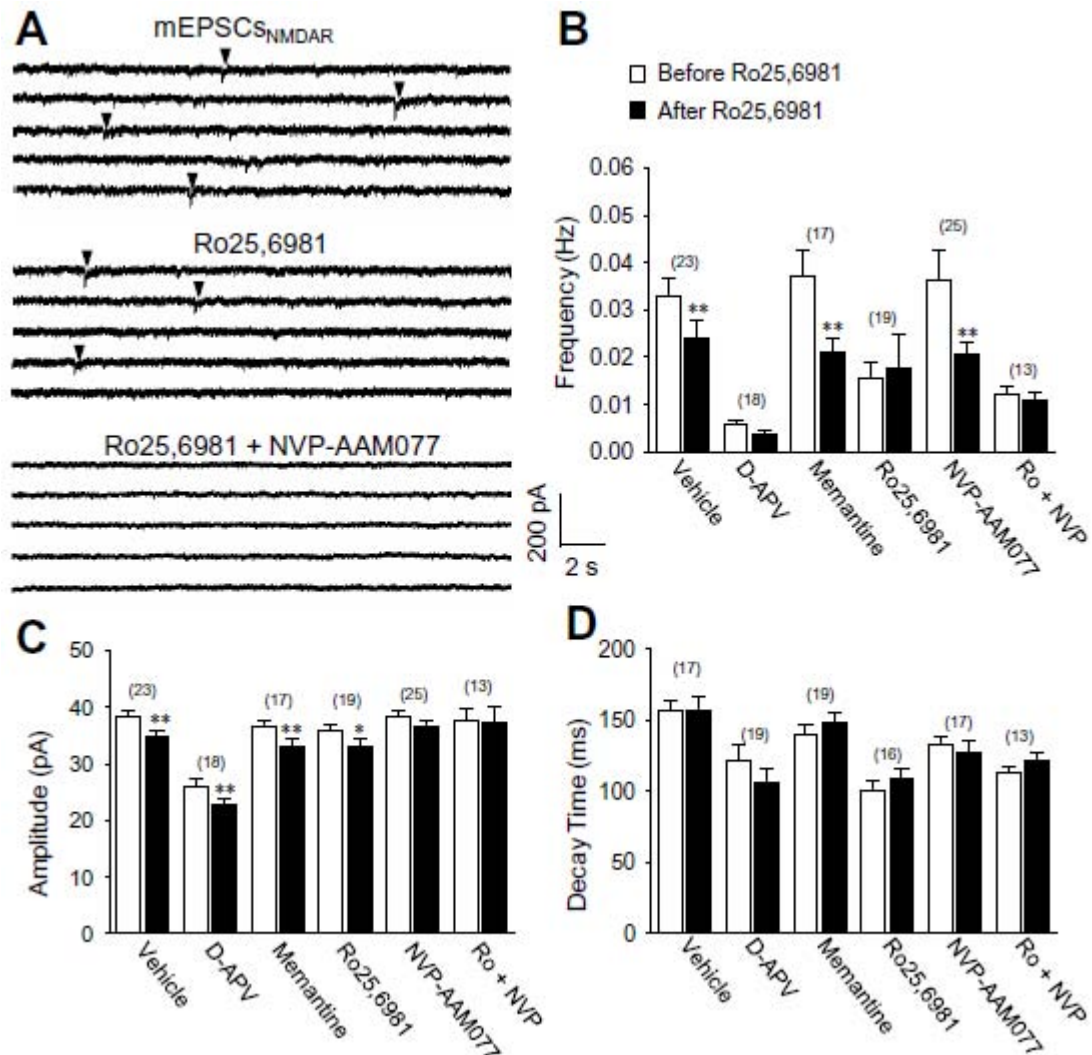 A
mEPSCsNMDAR
Ro25,6981
Ro25,6981 + NVP-AAM077
200 pA
2 s
B
Before Ro25,6981
After Ro25,6981
Frequency (Hz)
0.06
0.05
0.04
0.03
0.02
0.01
0.00
(23)
**
(18)
(17)
**
(19)
(25)
**
(13)
Vehicle
D-APV
Memantine
Ro25,6981
NVP-AAM077
Ro + NVP
C
Amplitude (pA)
50
40
30
20
10
0
(23)
**
(18)
**
(17)
**
(19)
*
(25)
(13)
Vehicle
D-APV
Memantine
Ro25,6981
NVP-AAM077
Ro + NVP
D
Decay Time (ms)
200
150
100
50
0
(17)
(19)
(19)
(16)
(17)
(13)
Vehicle
D-APV
Memantine
Ro25,6981
NVP-AAM077
Ro + NVP